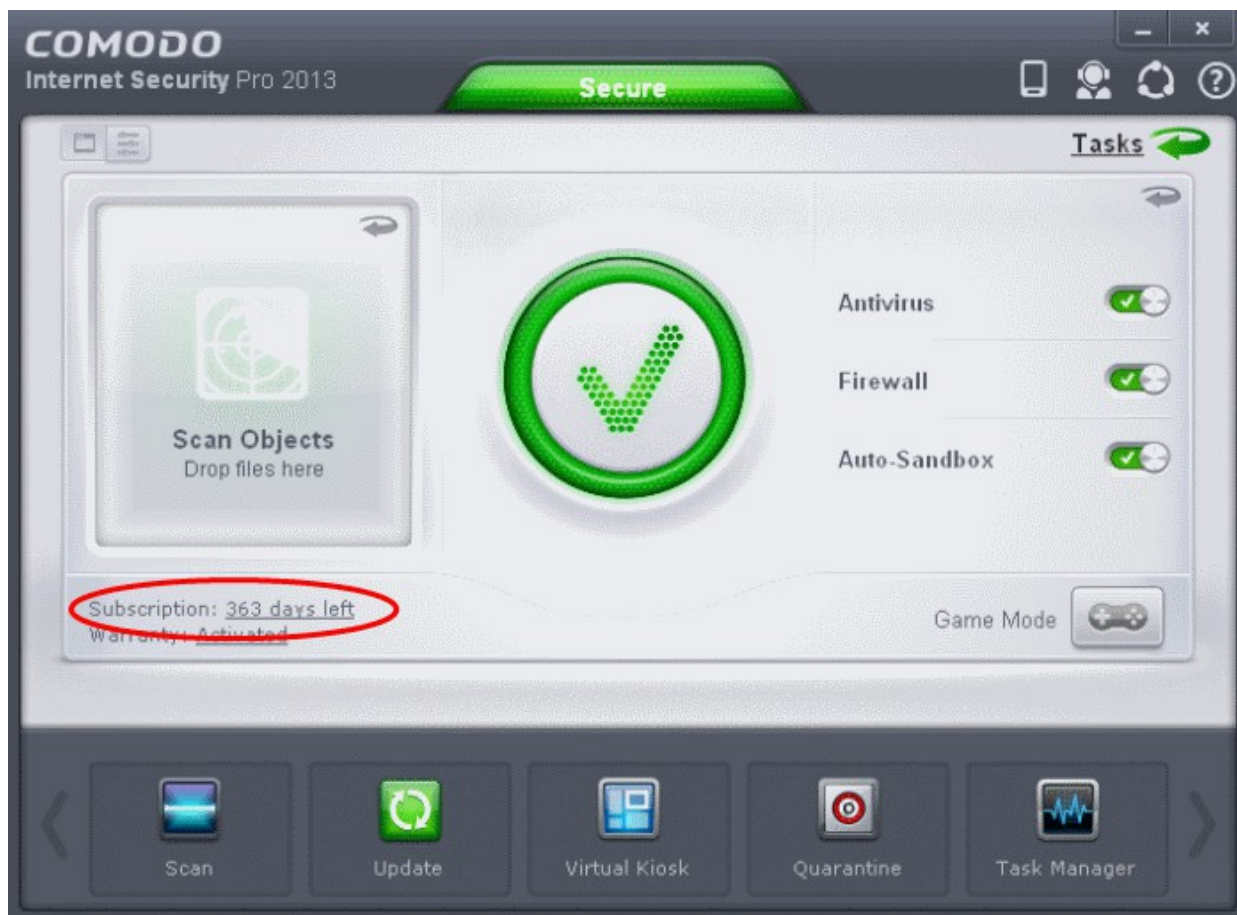 COMODO
Internet Security Pro 2013
Secure
Tasks
Scan Objects
Drop files here
Antivirus
Firewall
Auto-Sandbox
Subscription: 363 days left
Warranty: Activated
Game Mode
Scan
Update
Virtual Kiosk
Quarantine
Task Manager